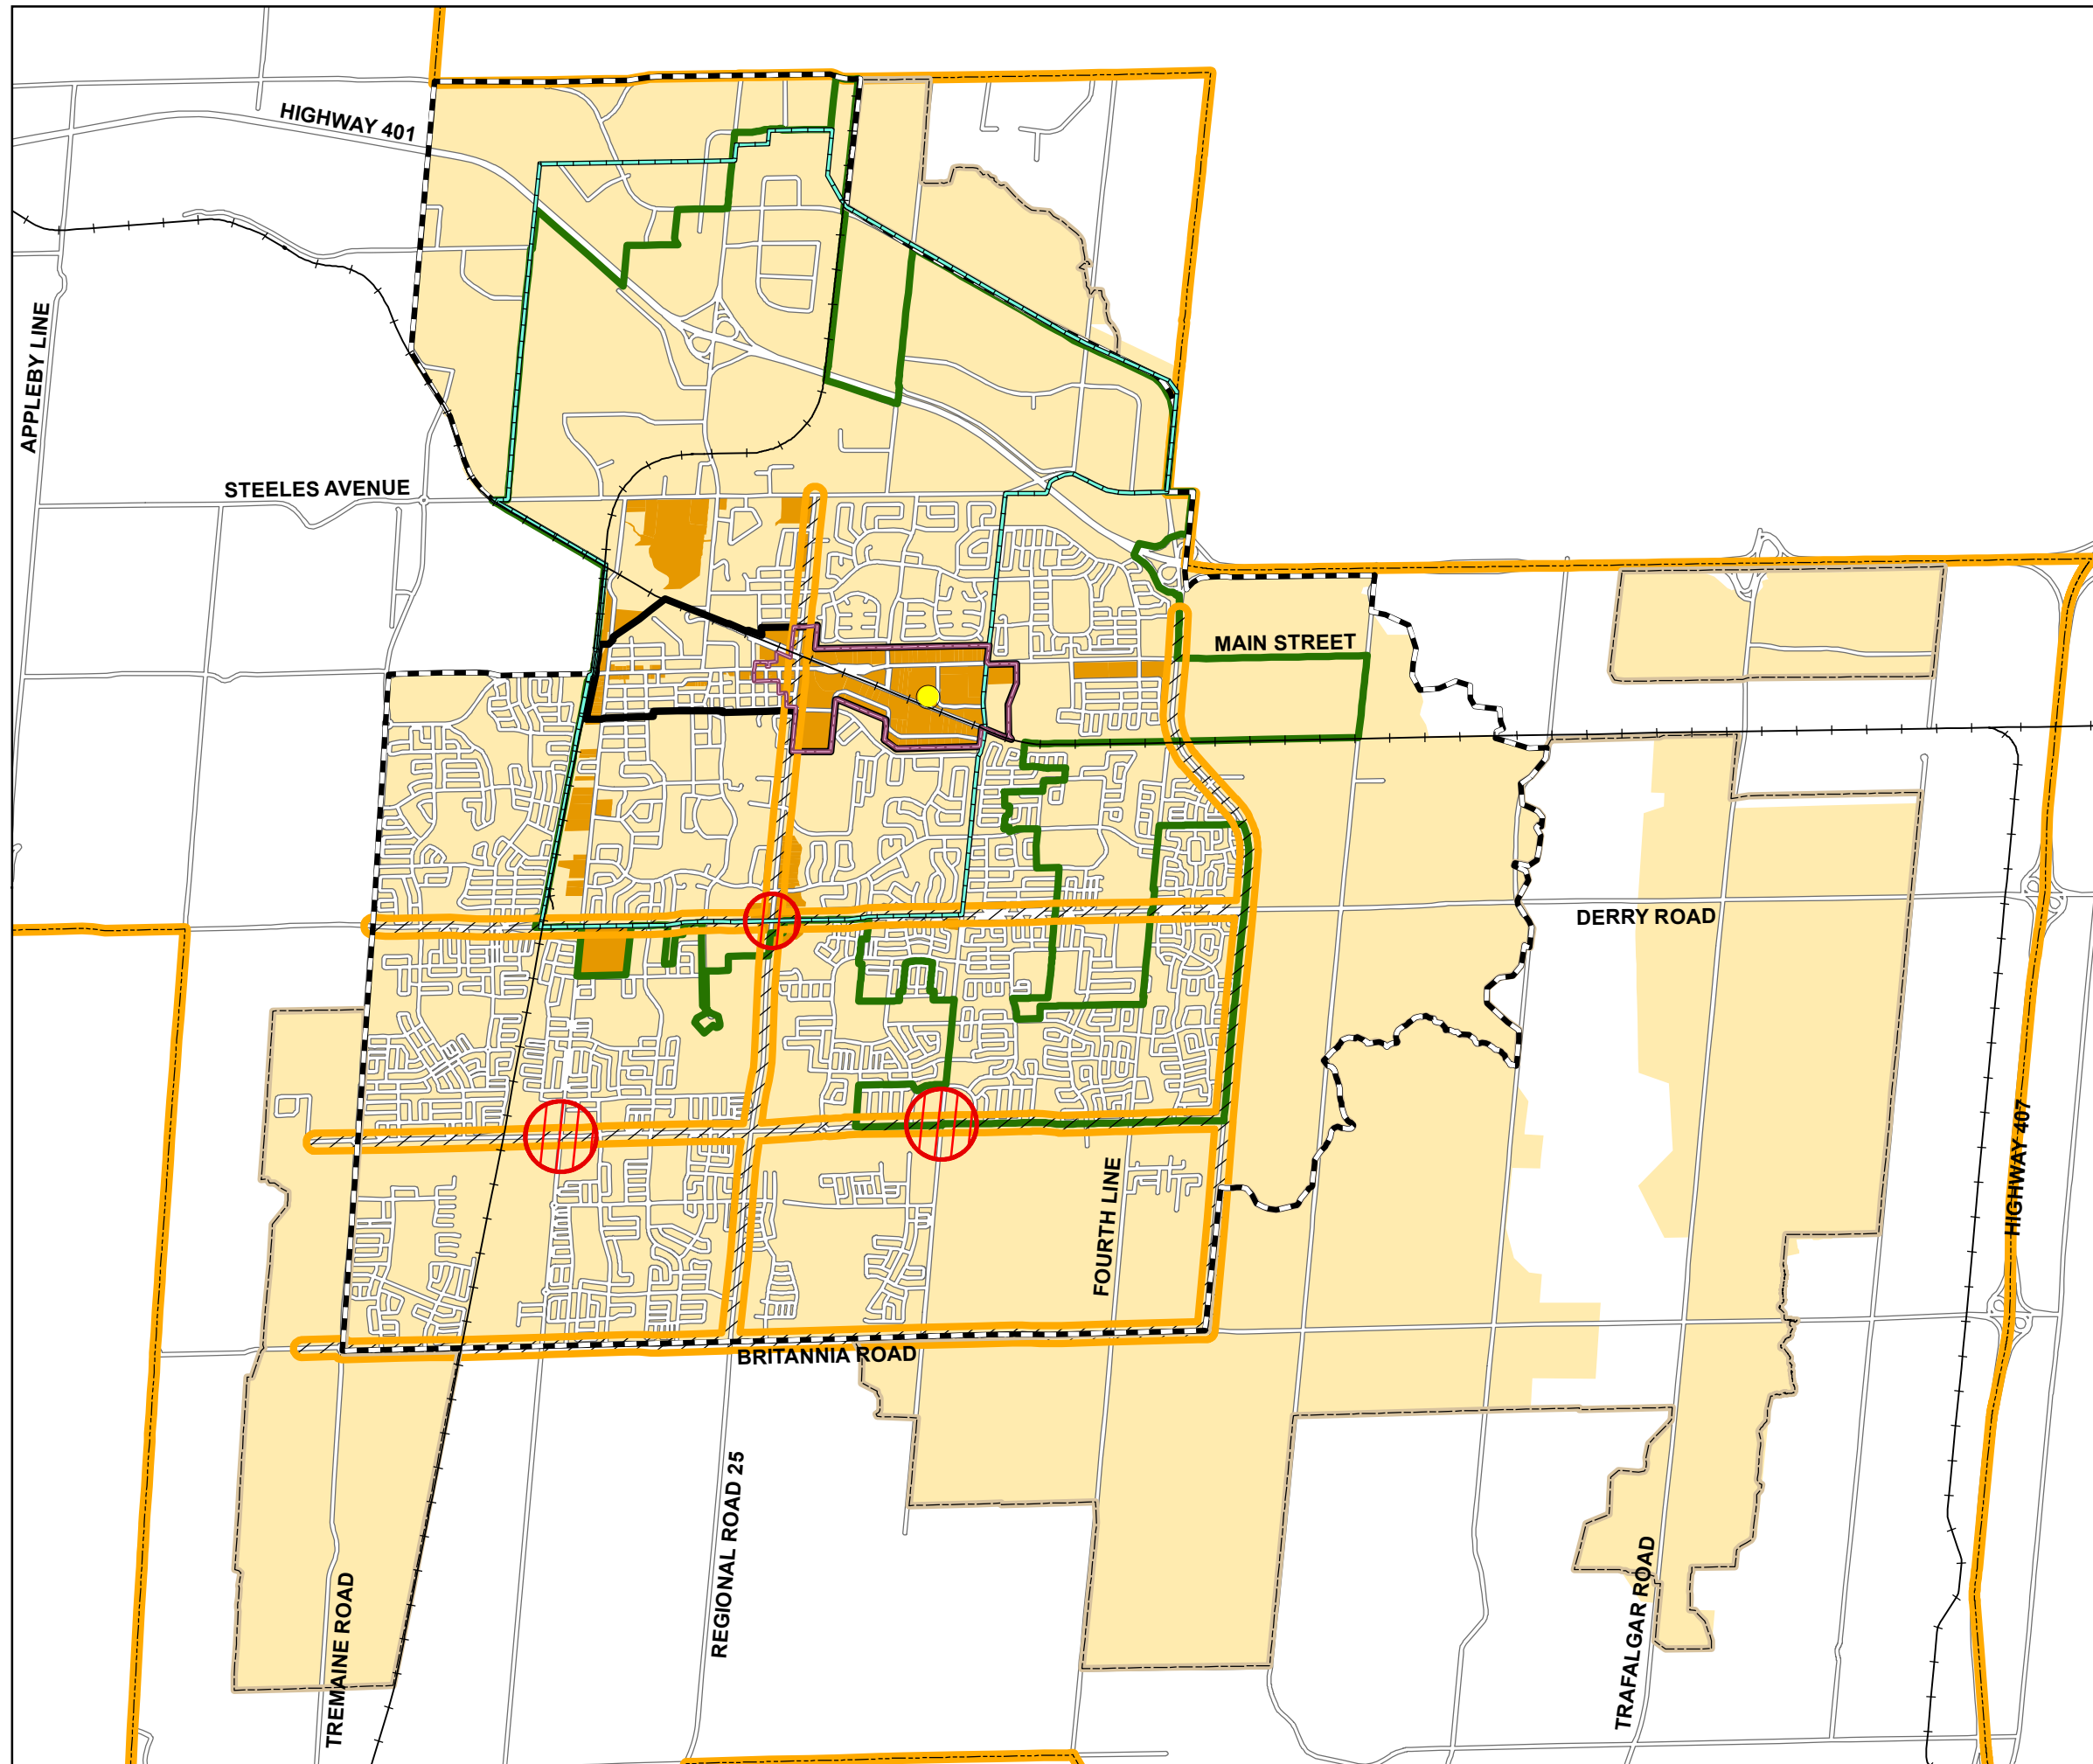 HIGHWAY 401
APPLEBY LINE
STEELES AVENUE
MAIN STREET
DERRY ROAD
HIGHWAY 407
FOURTH LINE
BRITANNIA ROAD
REGIONAL ROAD 25
TREMAINE ROAD
TRAFALGAR ROAD